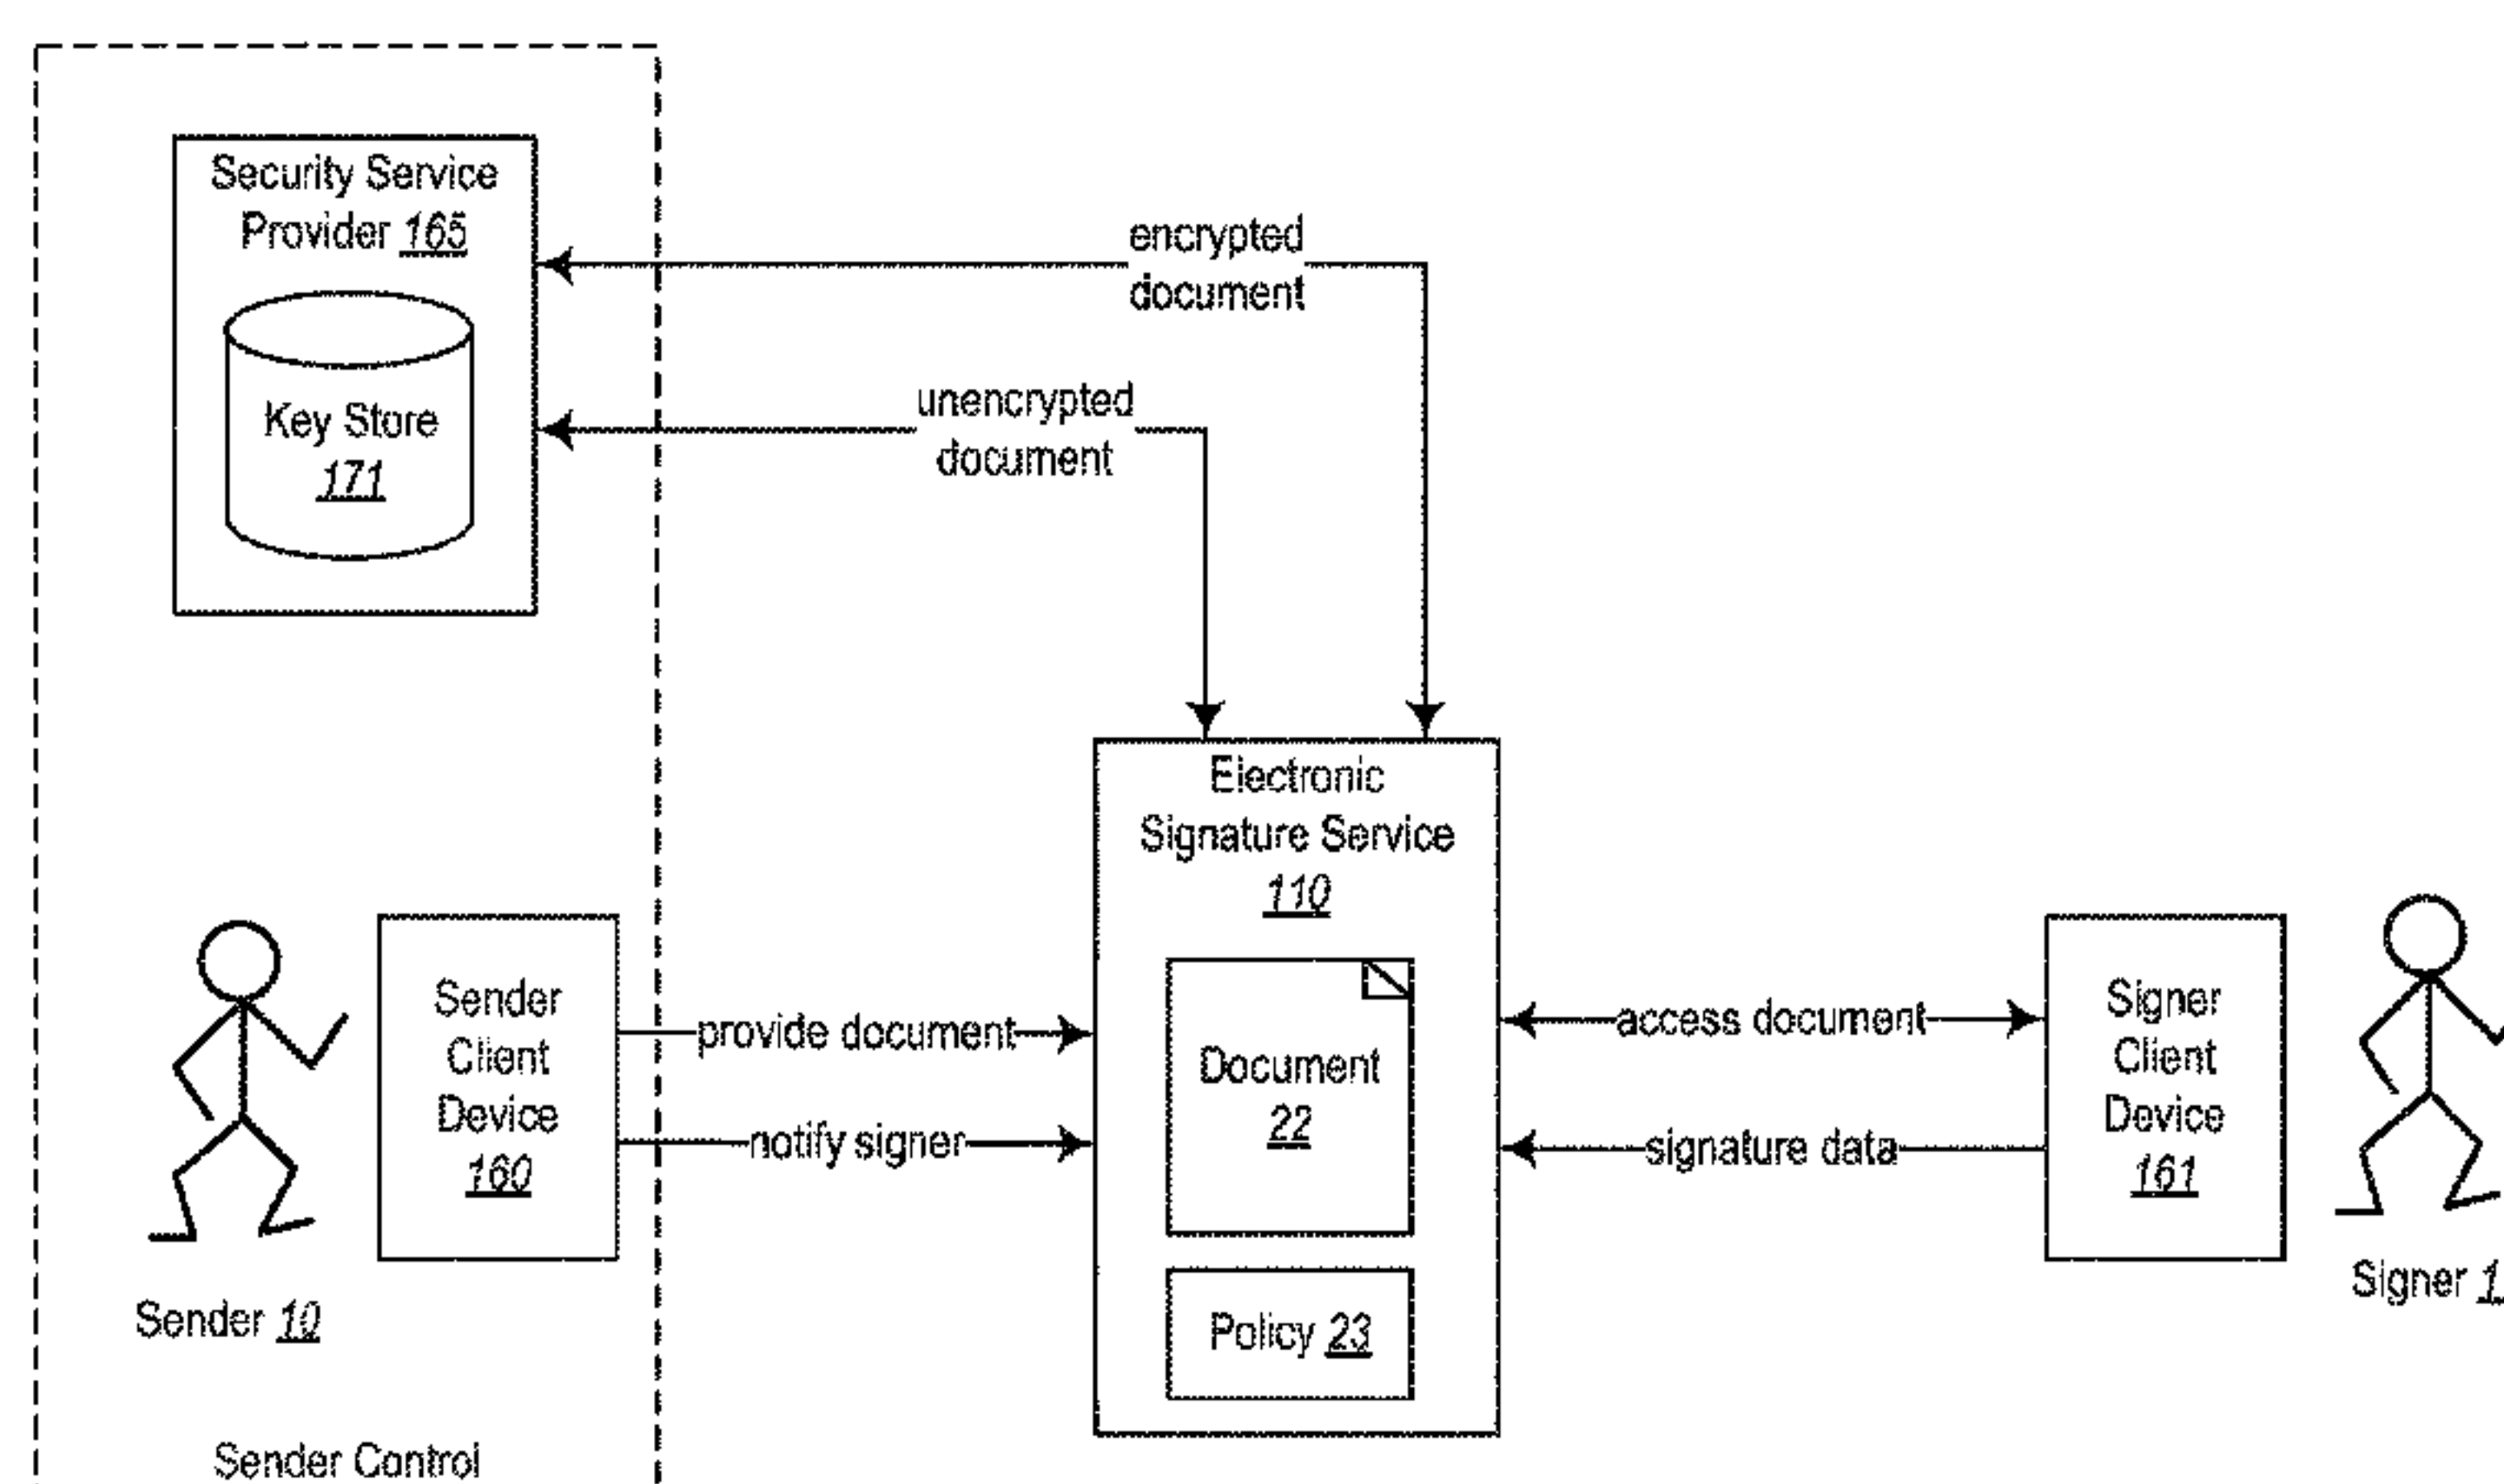 Security Service
Provider 165
Key Store
171
encrypted
document
unencrypted
document
Electronic
Signature Service
110
Document
22
Policy 23
Sender
Client
Device
160
provide document
notify signer
access document
signature data
Signer
Client
Device
161
Sender 10
Signer
Sender Control